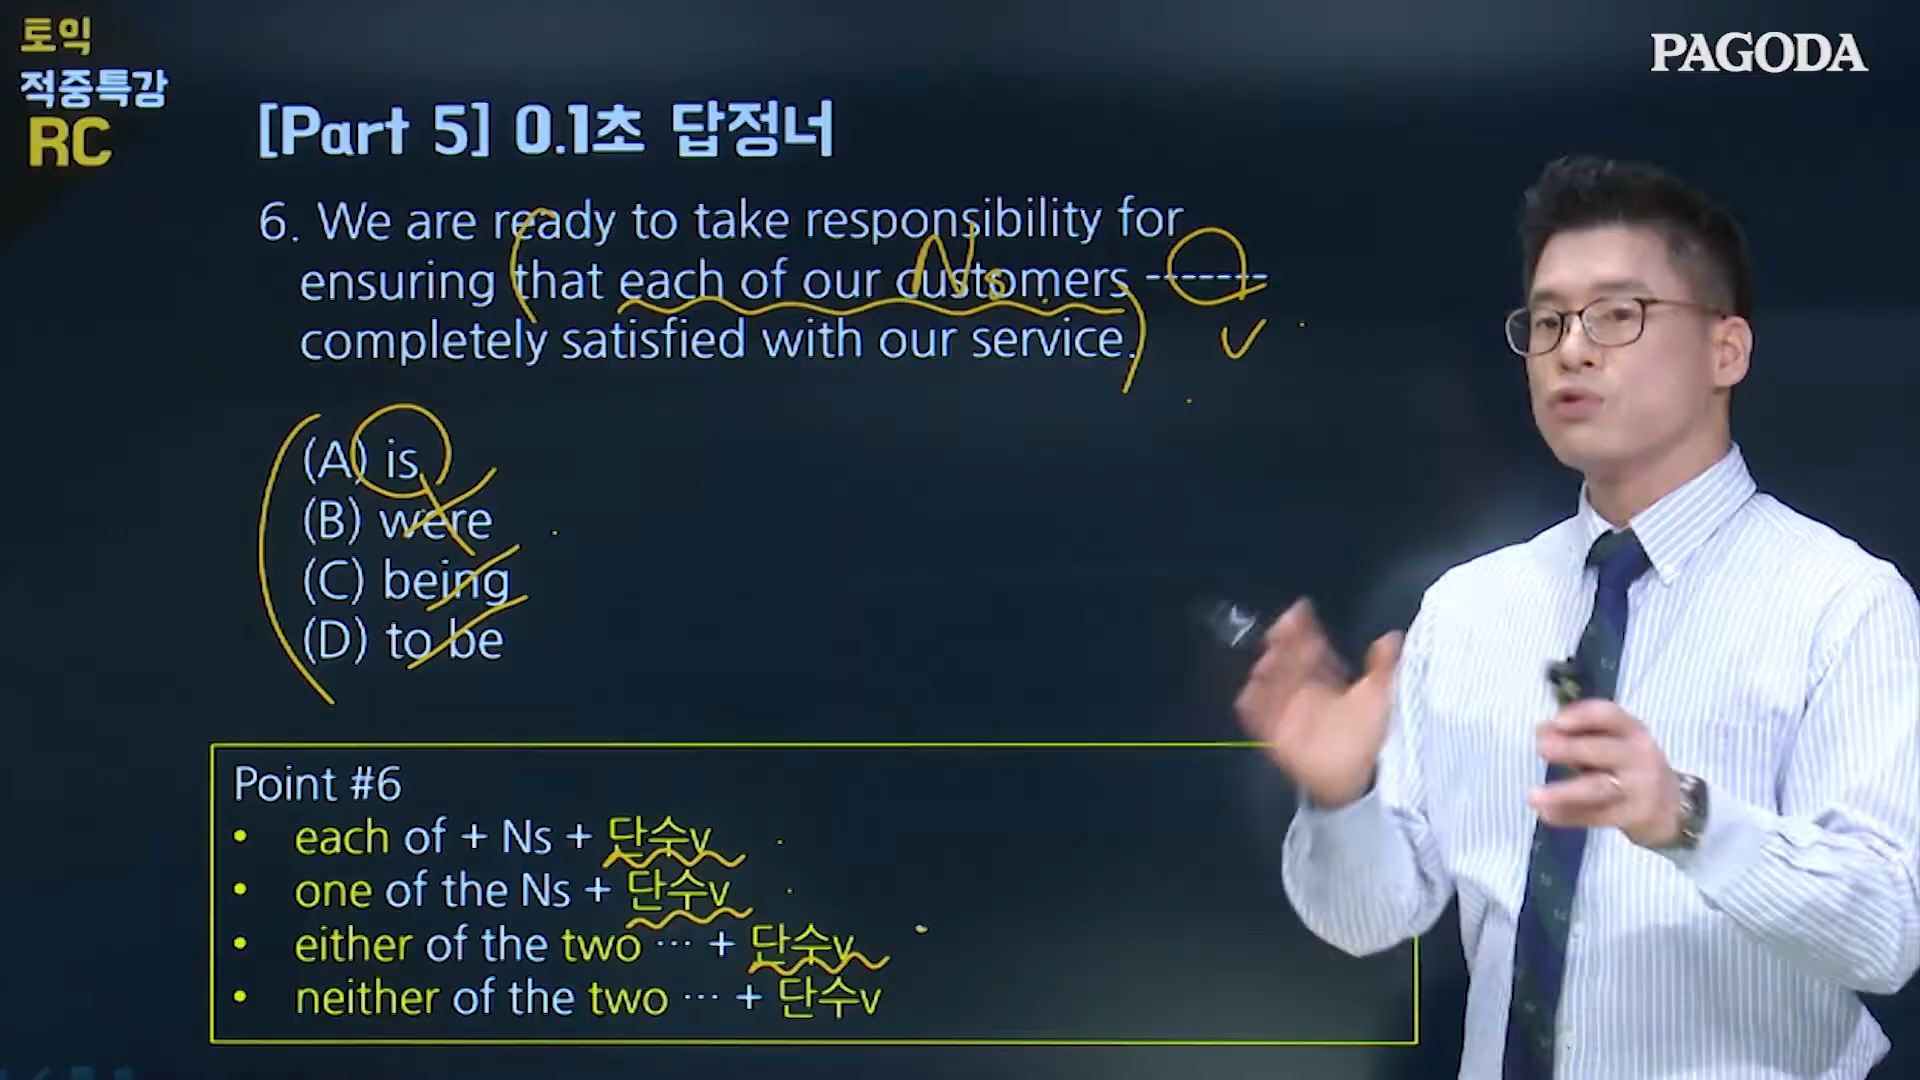 토익
적중특강
RC
PAGODA
[Part 5] 0.1초 답정너
6. We are ready to take responsibility for
ensuring that each of our customers -------
completely satisfied with our service.
Ns
v
(A) is
(B) were
(C) being
(D) to be
Point #6
• each of + Ns + 단수v
• one of the Ns + 단수v
• either of the two ··· + 단수v
• neither of the two ··· + 단수v